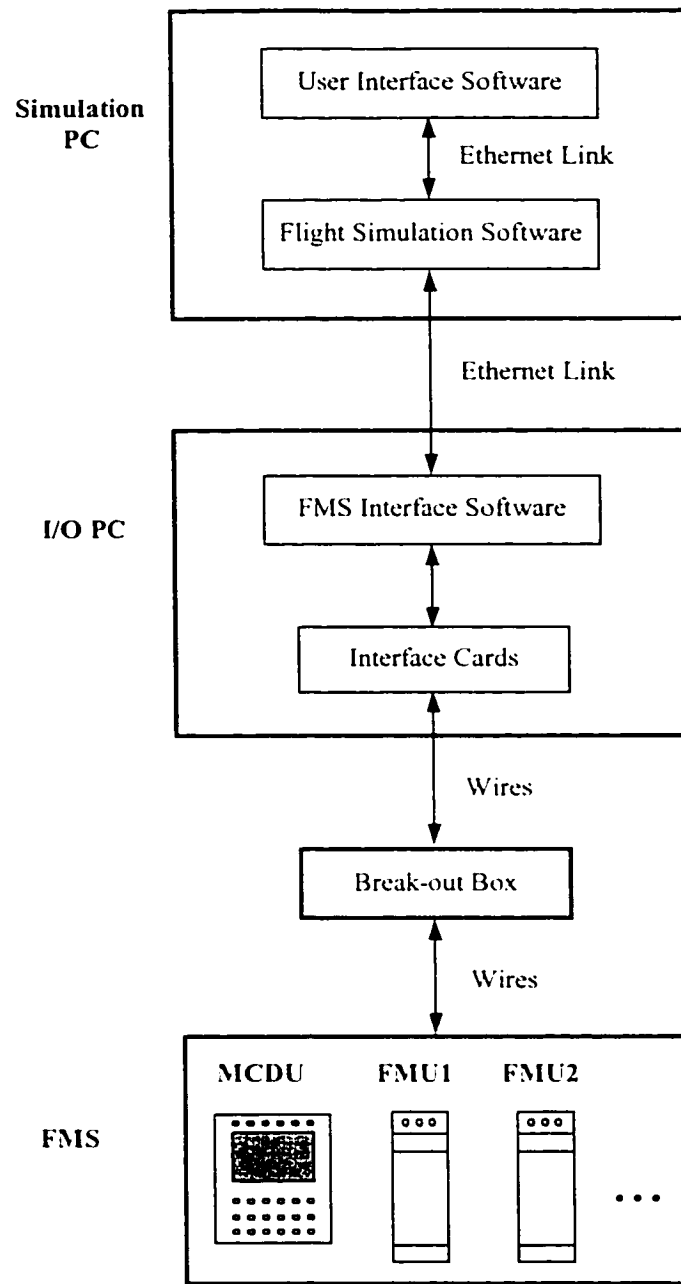 User Interface Software
Simulation
PC
Ethernet Link
Flight Simulation Software
Ethernet Link
FMS Interface Software
I/O PC
Interface Cards
Wires
Break-out Box
Wires
MCDU FMU1 FMU2
FMS
...